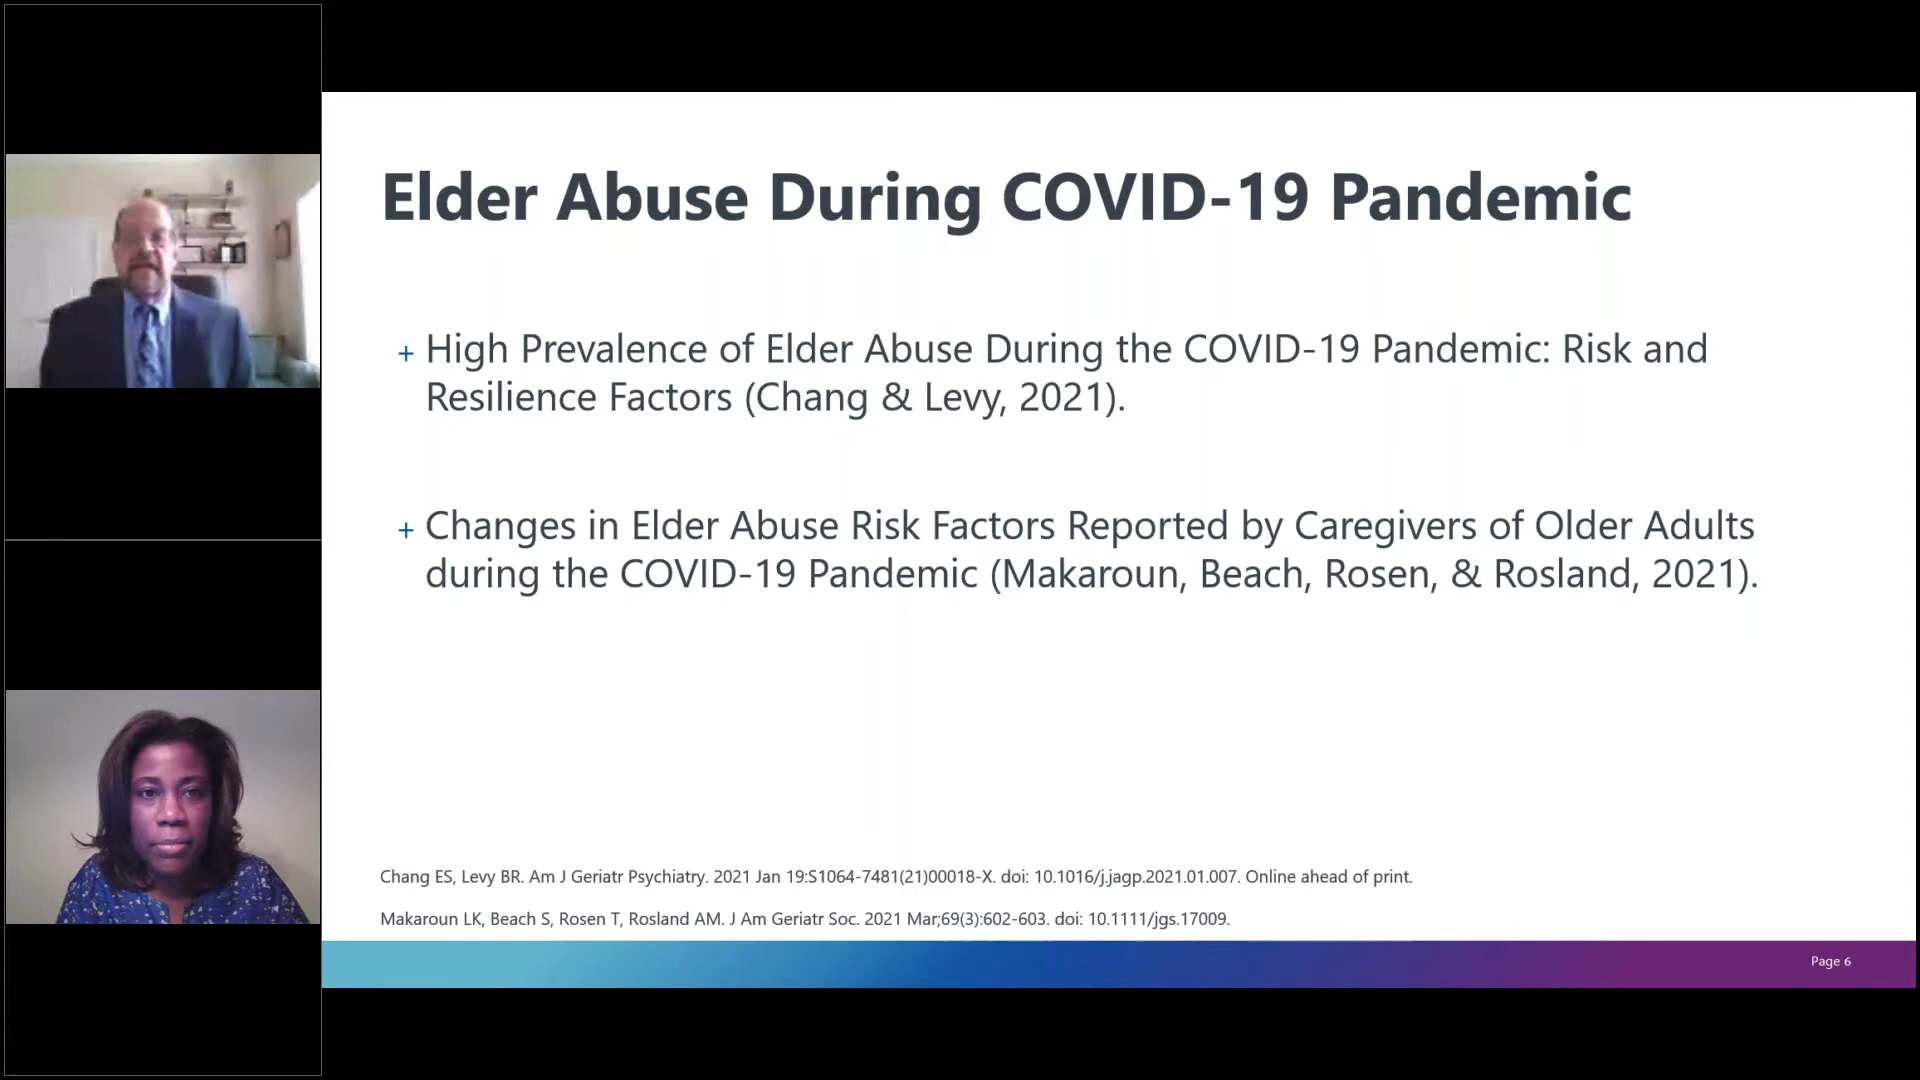 Elder Abuse During COVID-19 Pandemic
+ High Prevalence of Elder Abuse During the COVID-19 Pandemic: Risk and
Resilience Factors (Chang & Levy, 2021).
+ Changes in Elder Abuse Risk Factors Reported by Caregivers of Older Adults
during the COVID-19 Pandemic (Makaroun, Beach, Rosen, & Rosland, 2021).
Chang ES, Levy BR. Am J Geriatr Psychiatry. 2021 Jan 19:S1064-7481(21)00018-X. doi: 10.1016/j.jagp.2021.01.007. Online ahead of print.
Makaroun LK, Beach S, Rosen T, Rosland AM. J Am Geriatr Soc. 2021 Mar;69(3):602-603. doi: 10.1111/jgs.17009.
Page 6